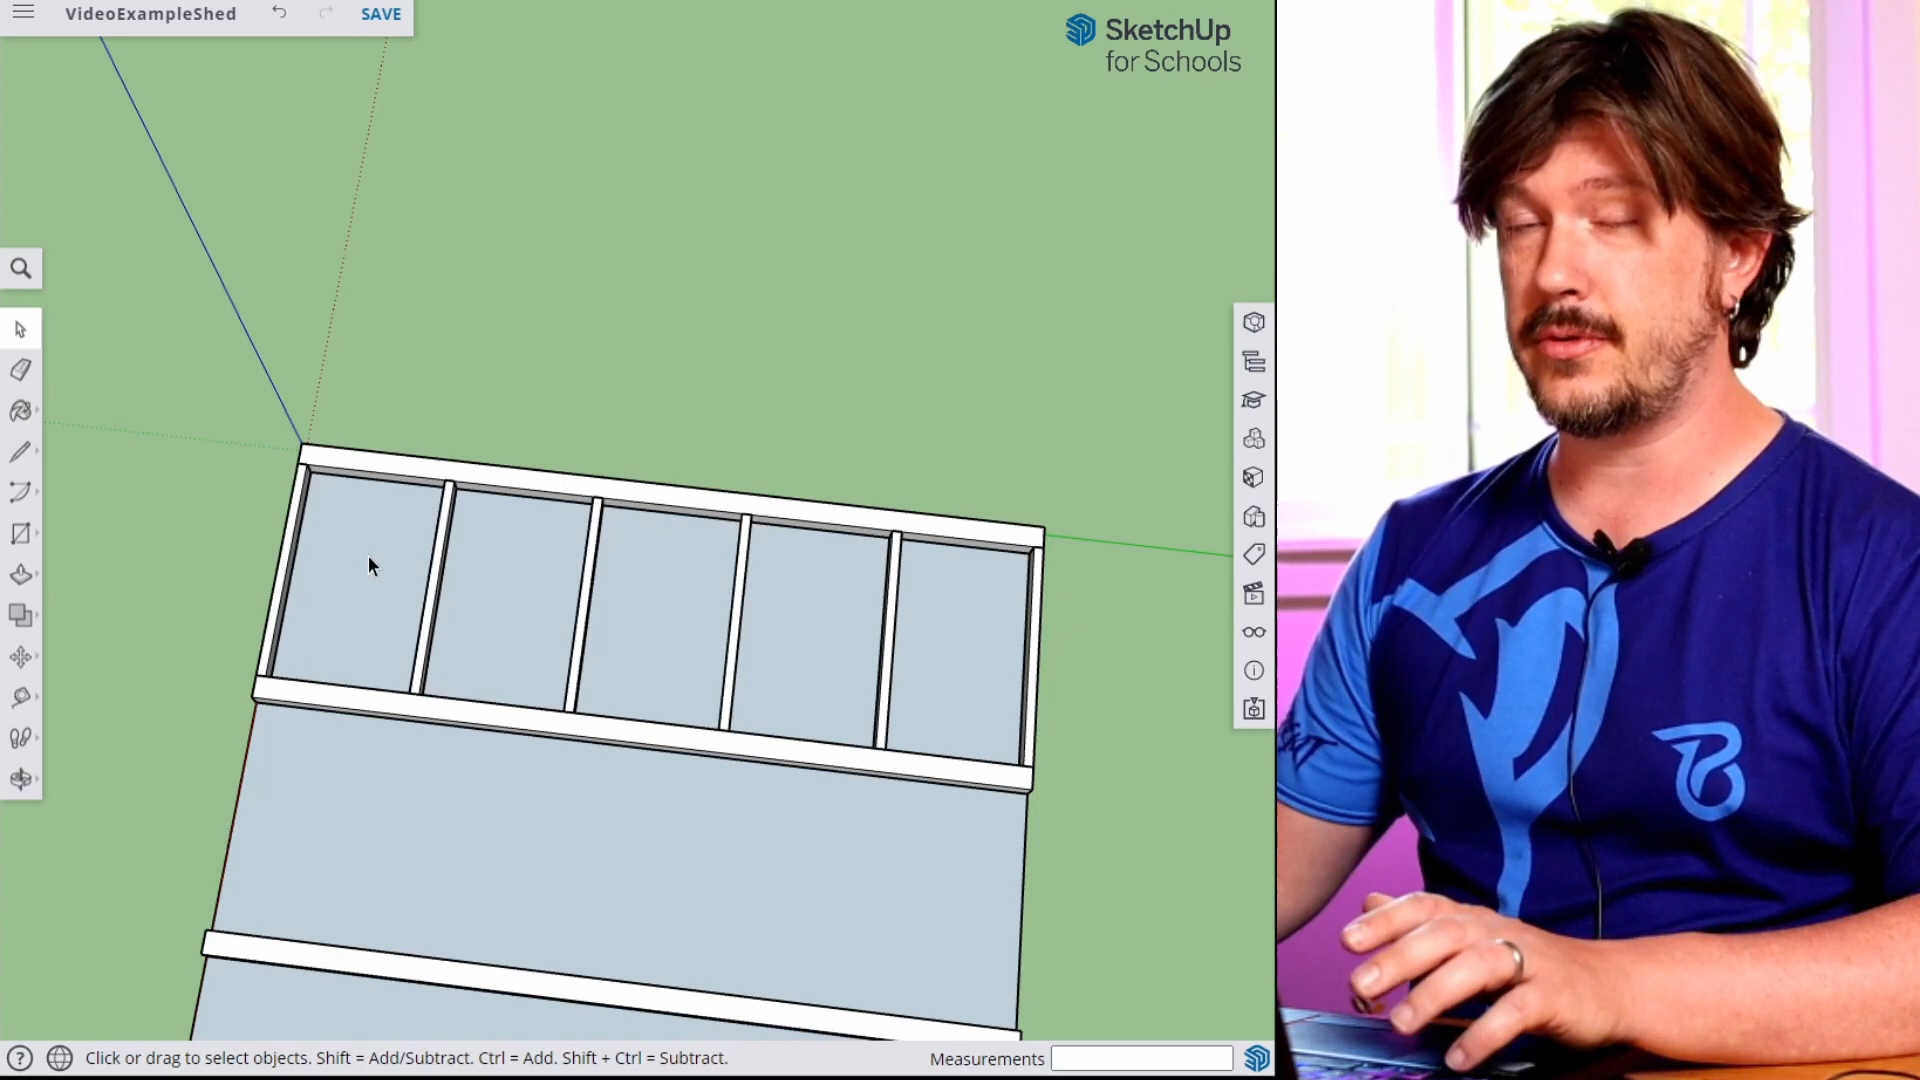 VideoExampleShed
SAVE
SketchUp
for Schools
Click or drag to select objects. Shift = Add/Subtract. Ctrl = Add. Shift + Ctrl = Subtract.
Measurements